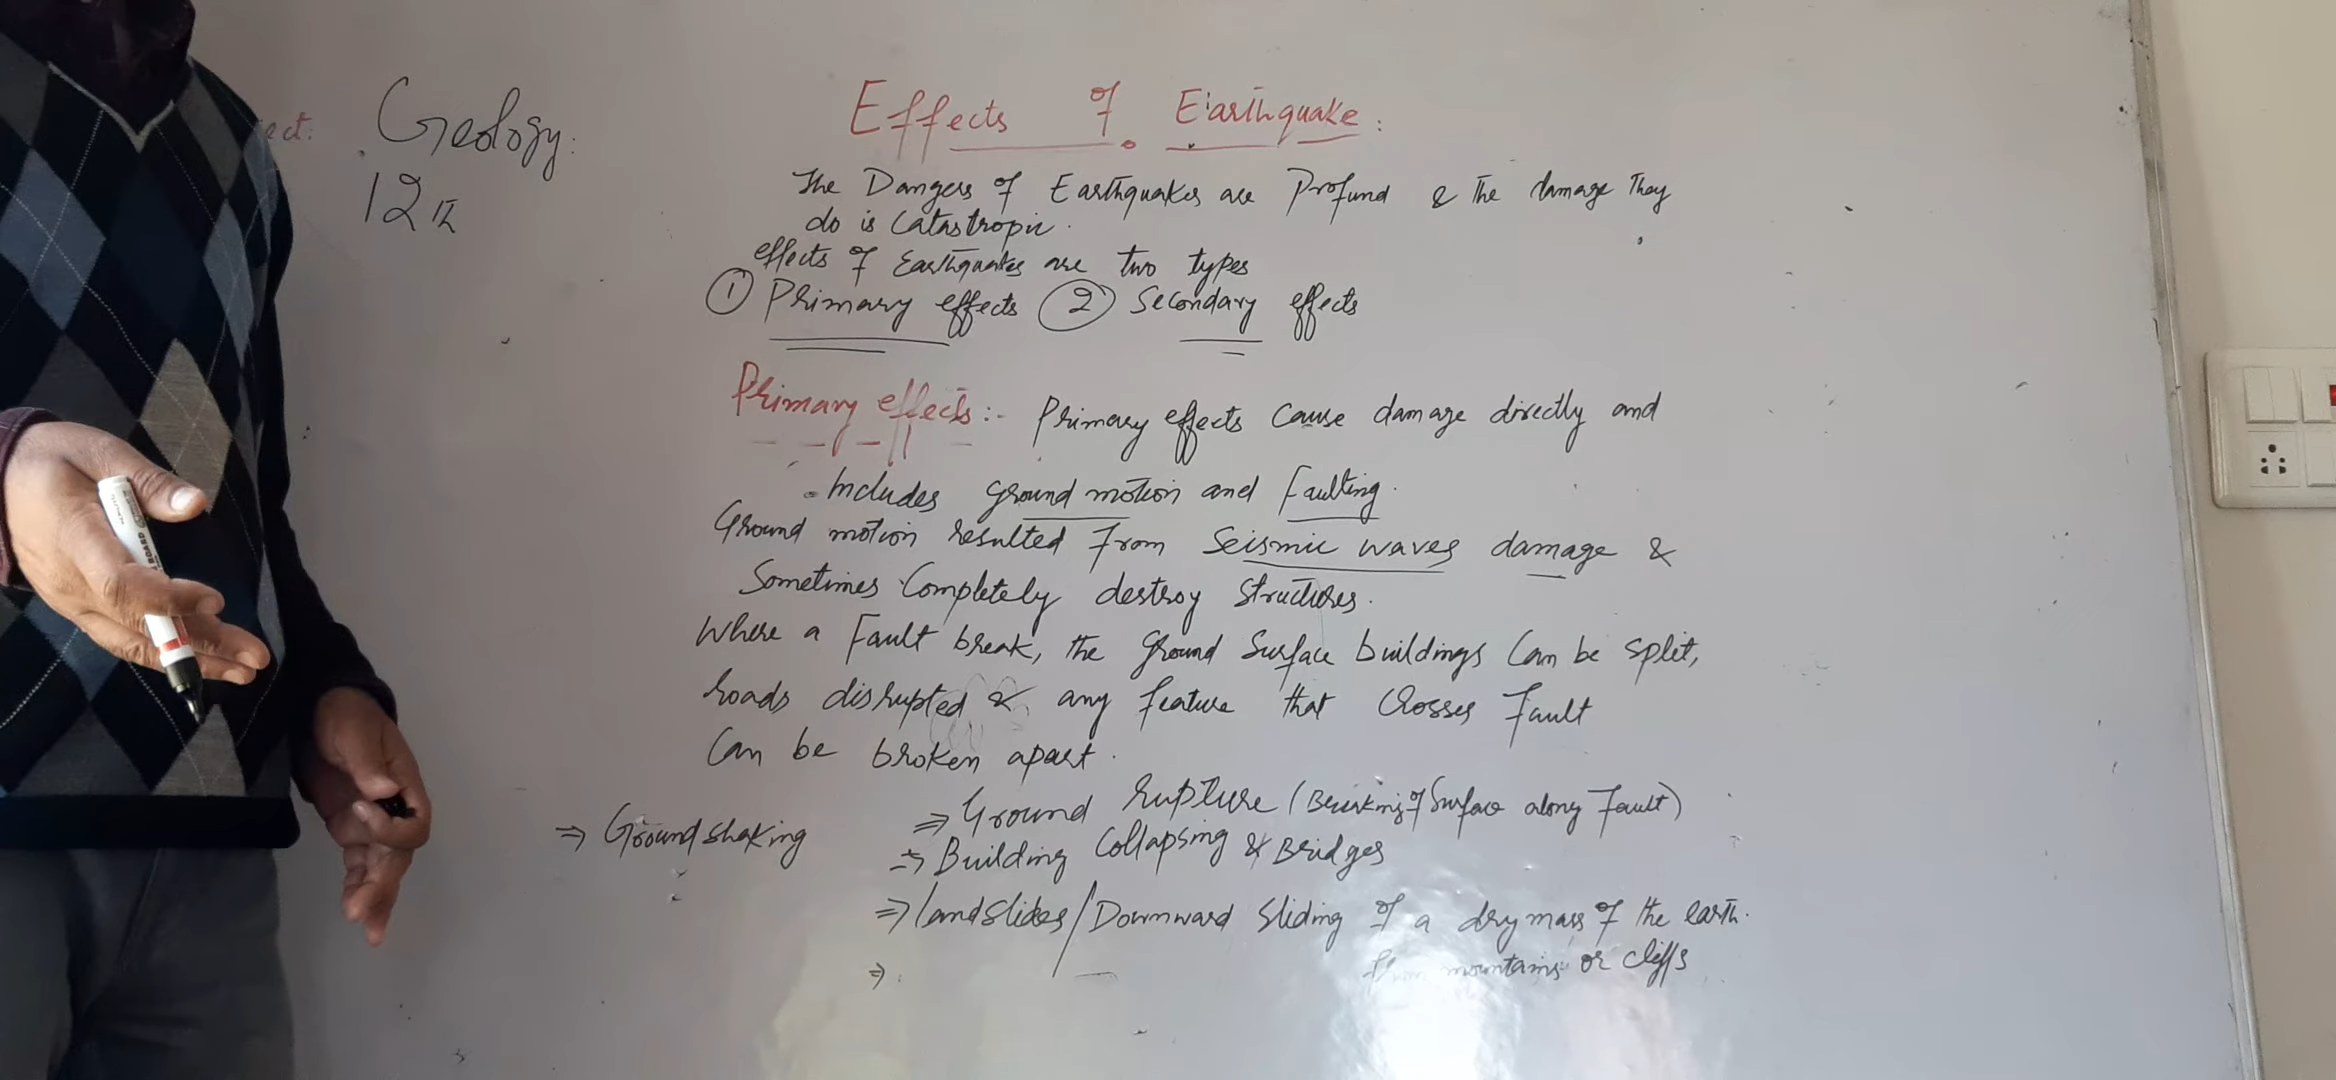 ect:
Geology:
12th
Effects of Earthquake:
The Dangers of Earthquakes are Profund & the damage They
do is Catastropic.
effects of Earthquakes are two types
① Primary effects ② Secondary effects
Primary effects:- Primary effects cause damage directly and
Includes ground motion and Faulting.
Ground motion resulted From Seismic waves damage &
Sometimes Completely destroy Structures.
Where a Fault break, the ground Surface buildings Can be split,
roads disrupted & any feature that Crosses Fault
Can be broken apart.
⇒ Ground shaking
⇒ Ground rupture (Breaking of Surface along Fault)
⇒ Building Collapsing & Bridges
⇒ Landslides/Downward Sliding of a dry mass of the earth.
from mountains or cliffs
⇒